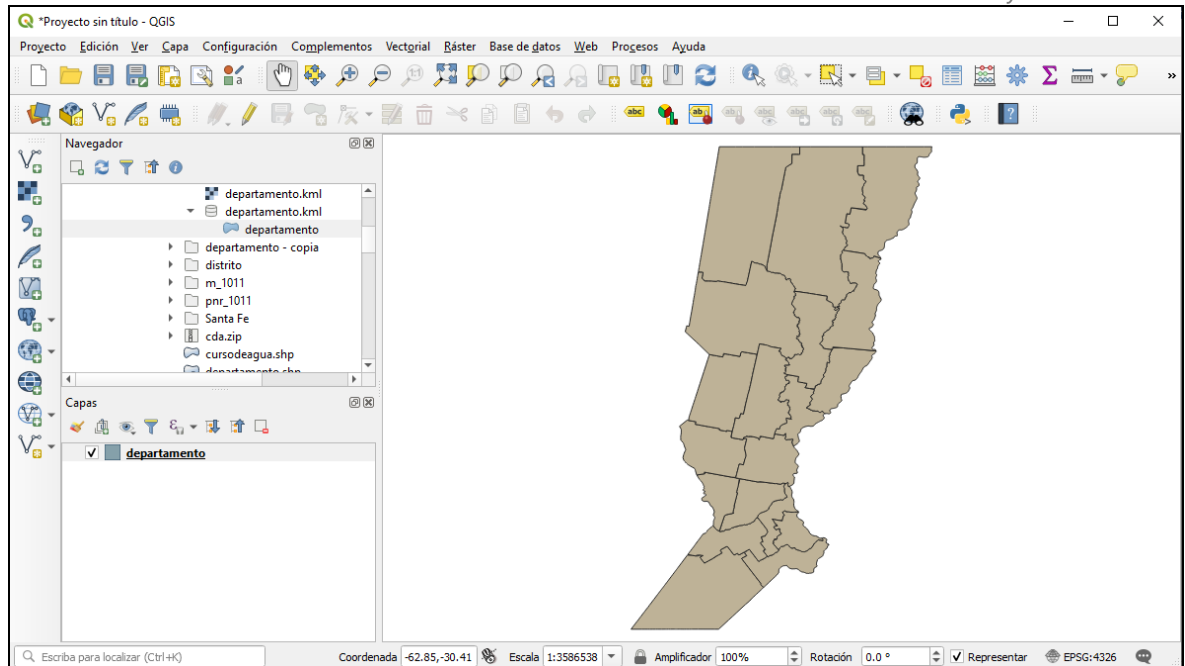 *Proyecto sin título - QGIS
Proyecto Edición Ver Capa Configuración Complementos Vectorial Ráster Base de datos Web Procesos Ayuda
abc
Navegador
departamento.kml
departamento.kml
departamento
departamento - copia
distrito
m_1011
pnr_1011
Santa Fe
cda.zip
cursodeagua.shp
departamento.shp
Capas
departamento
Escriba para localizar (Ctrl+K)
Coordenada -62.85,-30.41 Escala 1:3586538 Amplificador 100% Rotación 0.0 ° Representar EPSG:4326